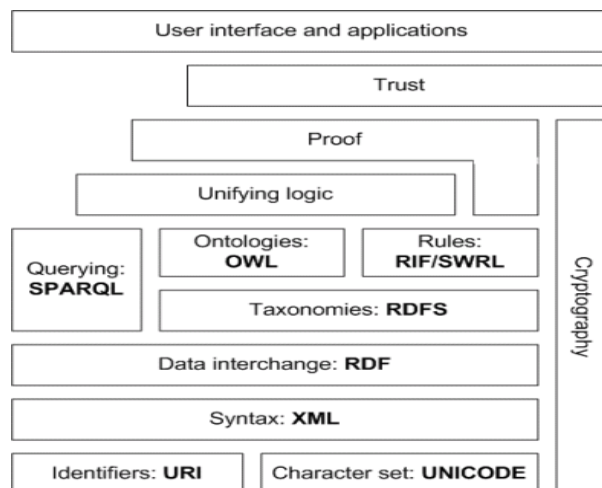 User interface and applications
Trust
Proof
Unifying logic
Ontologies:
OWL
Rules:
RIF/SWRL
Querying:
SPARQL
Taxonomies: RDFS
Cryptography
Data interchange: RDF
Syntax: XML
Identifiers: URI
Character set: UNICODE